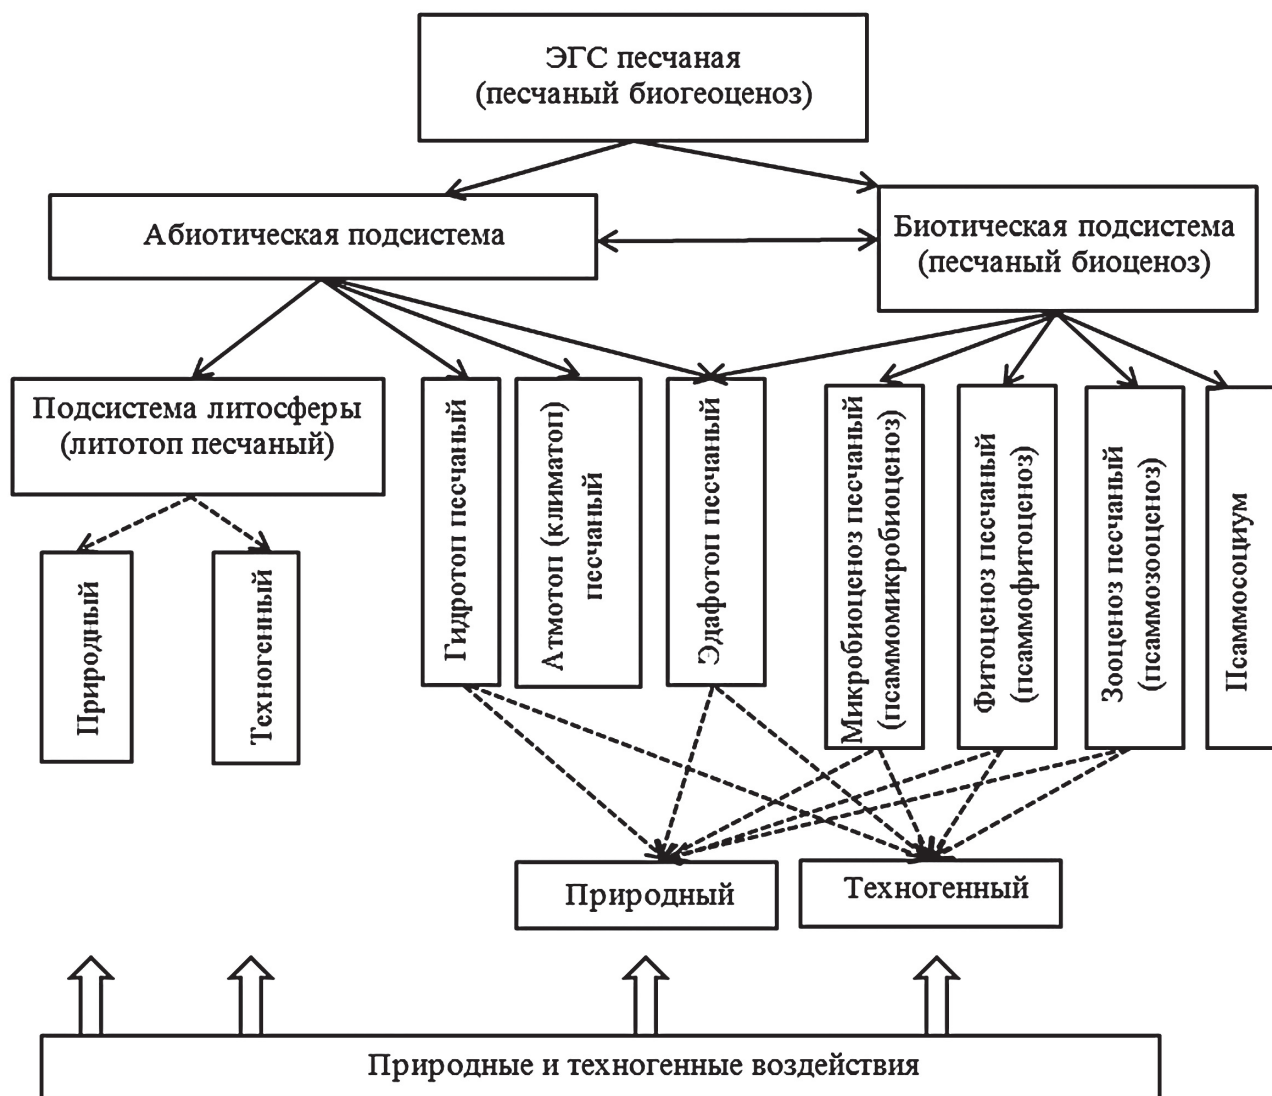 ЭГС песчаная
(песчаный биогеоценоз)
Абиотическая подсистема
Биотическая подсистема
(песчаный биоценоз)
Подсистема литосферы
(литотоп песчаный)
Гидротоп песчаный
Атмотоп (климатоп)
песчаный
Эдафотоп песчаный
Микробиоценоз песчаный
(псаммомикробиоценоз)
Фитоценоз песчаный
(псаммофитоценоз)
Зооценоз песчаный
(псаммозооценоз)
Псаммосоциум
Природный
Техногенный
Природный
Техногенный
Природные и техногенные воздействия